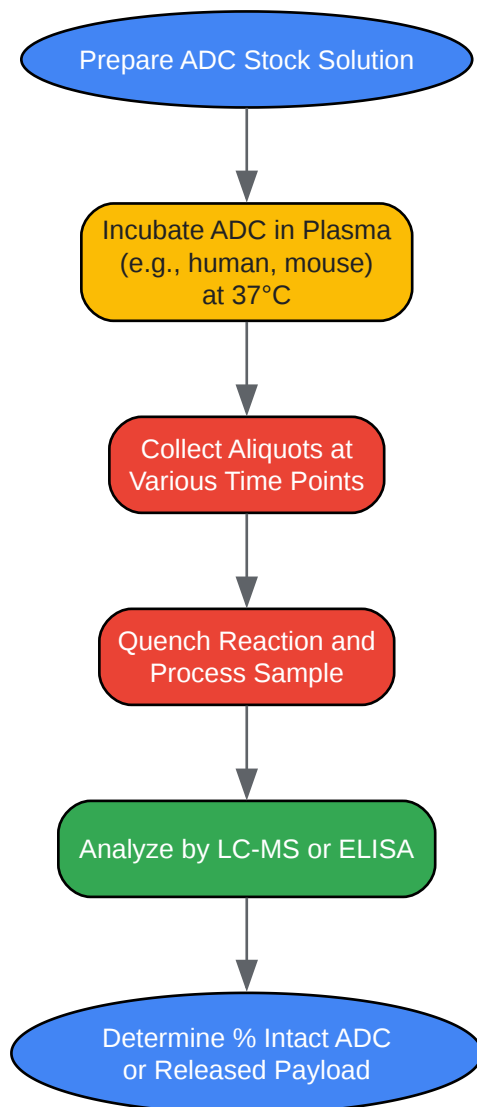 Prepare ADC Stock Solution
Incubate ADC in Plasma
(e.g., human, mouse)
at 37°C
Collect Aliquots at
Various Time Points
Quench Reaction and
Process Sample
Analyze by LC-MS or ELISA
Determine % Intact ADC
or Released Payload